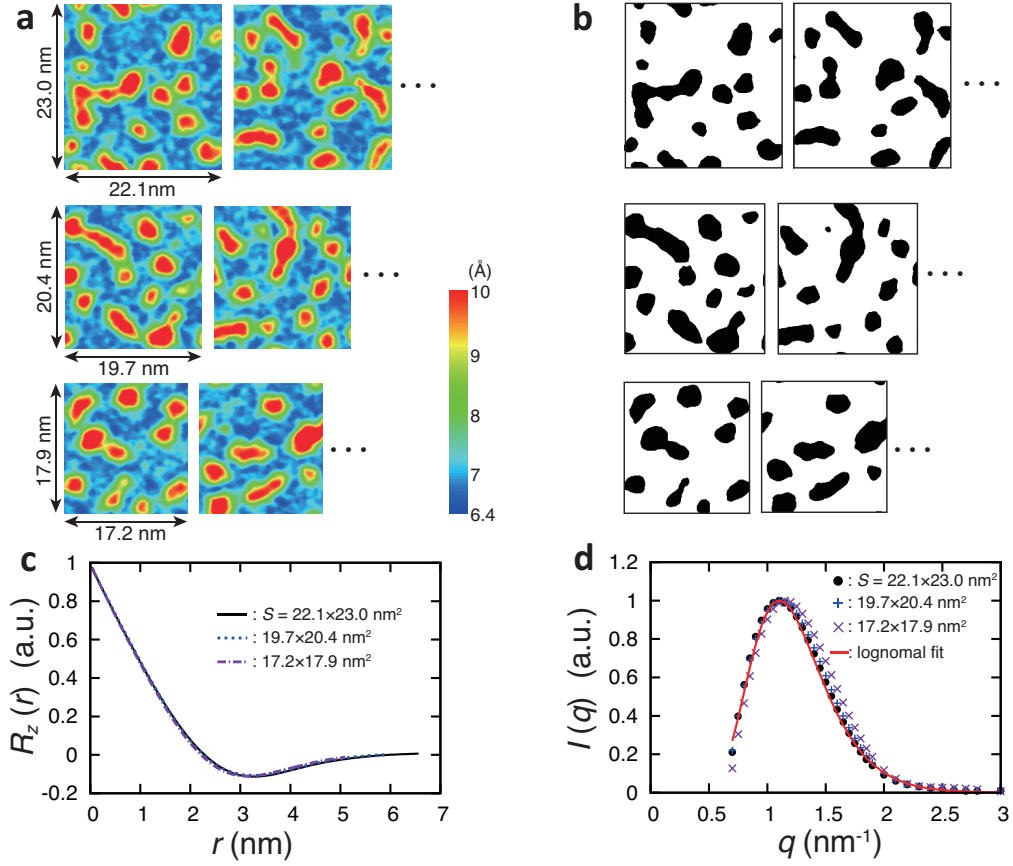 a
23.0 nm
22.1nm
20.4 nm
19.7 nm
17.9 nm
17.2 nm
(Å)
10
9
8
7
6.4
b
c
1
0.8
0.6
0.4
0.2
0
-0.2
0 1 2 3 4 5 6 7
R_z (r) (a.u.)
r (nm)
: S = 22.1×23.0 nm²
: 19.7×20.4 nm²
: 17.2×17.9 nm²
d
1.2
1
0.8
0.6
0.4
0.2
0
0 0.5 1 1.5 2 2.5 3
I (q) (a.u.)
q (nm⁻¹)
: S = 22.1×23.0 nm²
: 19.7×20.4 nm²
: 17.2×17.9 nm²
: lognomal fit